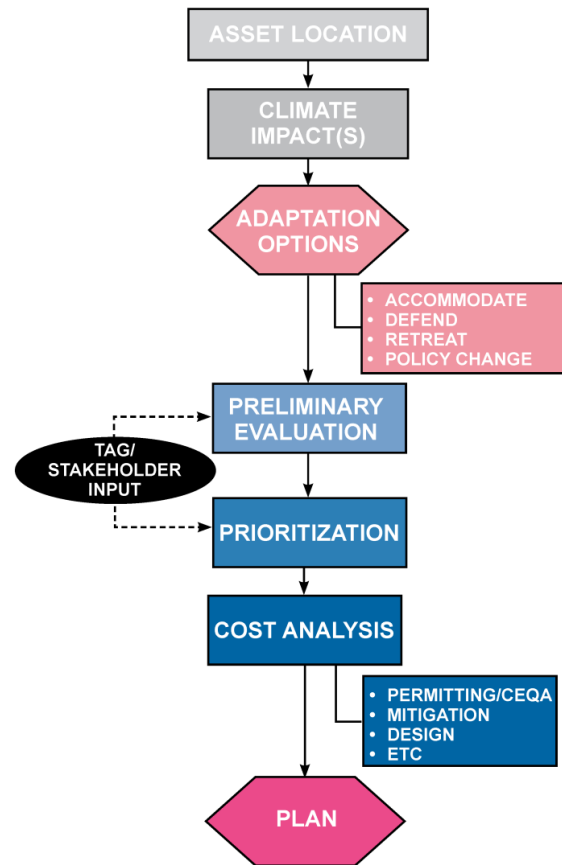 ASSET LOCATION
CLIMATE
IMPACT(S)
ADAPTATION
OPTIONS
• ACCOMMODATE
• DEFEND
• RETREAT
• POLICY CHANGE
PRELIMINARY
EVALUATION
TAG/
STAKEHOLDER
INPUT
PRIORITIZATION
COST ANALYSIS
• PERMITTING/CEQA
• MITIGATION
• DESIGN
• ETC
PLAN